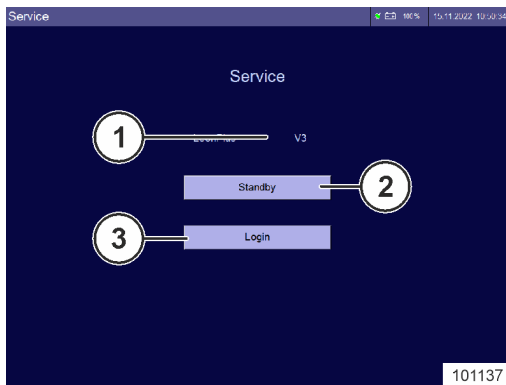 Service 100% 15.11.2022 10:50:34
Service
1 V3
Standby 2
3 Login
101137